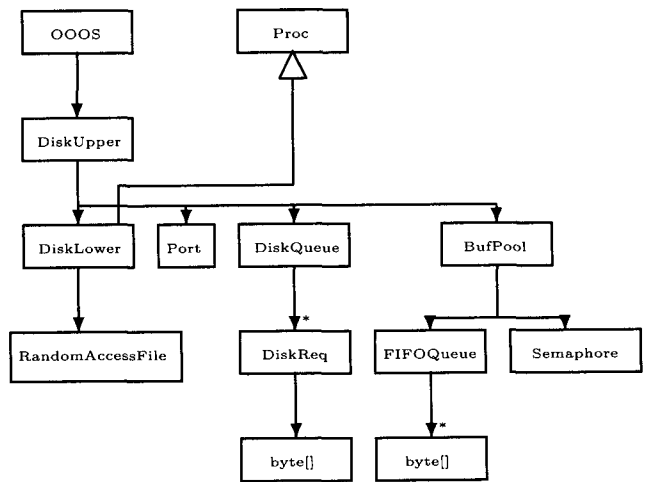 OOOS Proc
DiskUpper
DiskLower Port DiskQueue BufPool
*
RandomAccessFile DiskReq FIFOQueue Semaphore
*
byte[] byte[]